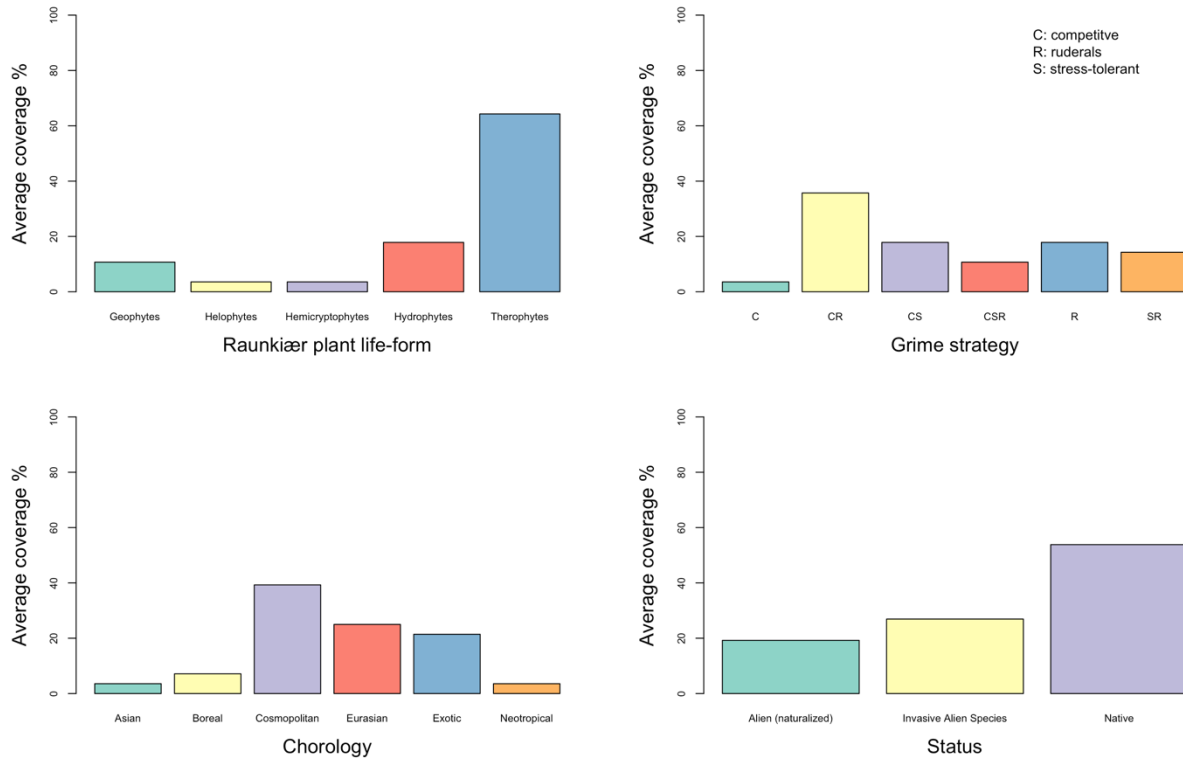 Average coverage %
100
80
60
40
20
0
Geophytes Helophytes Hemicryptophytes Hydrophytes Therophytes
Raunkiær plant life-form
C: competitve
R: ruderals
S: stress-tolerant
Average coverage %
100
80
60
40
20
0
C CR CS CSR R SR
Grime strategy
Average coverage %
100
80
60
40
20
0
Asian Boreal Cosmopolitan Eurasian Exotic Neotropical
Chorology
Average coverage %
100
80
60
40
20
0
Alien (naturalized) Invasive Alien Species Native
Status